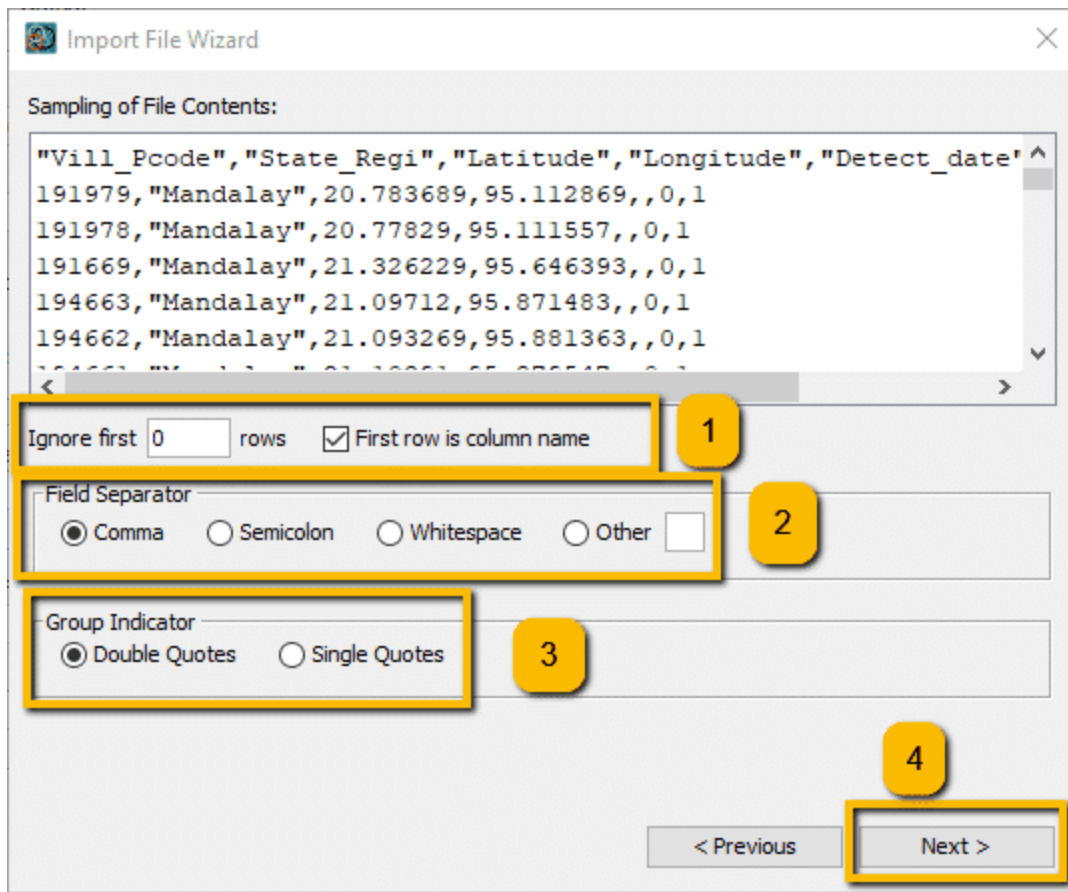 Import File Wizard
Sampling of File Contents:
"Vill_Pcode","State_Regi","Latitude","Longitude","Detect_date"
191979,"Mandalay",20.783689,95.112869,,0,1
191978,"Mandalay",20.77829,95.111557,,0,1
191669,"Mandalay",21.326229,95.646393,,0,1
194663,"Mandalay",21.09712,95.871483,,0,1
194662,"Mandalay",21.093269,95.881363,,0,1
Ignore first 0 rows First row is column name 1
Field Separator
Comma Semicolon Whitespace Other 2
Group Indicator
Double Quotes Single Quotes 3
4
< Previous Next >